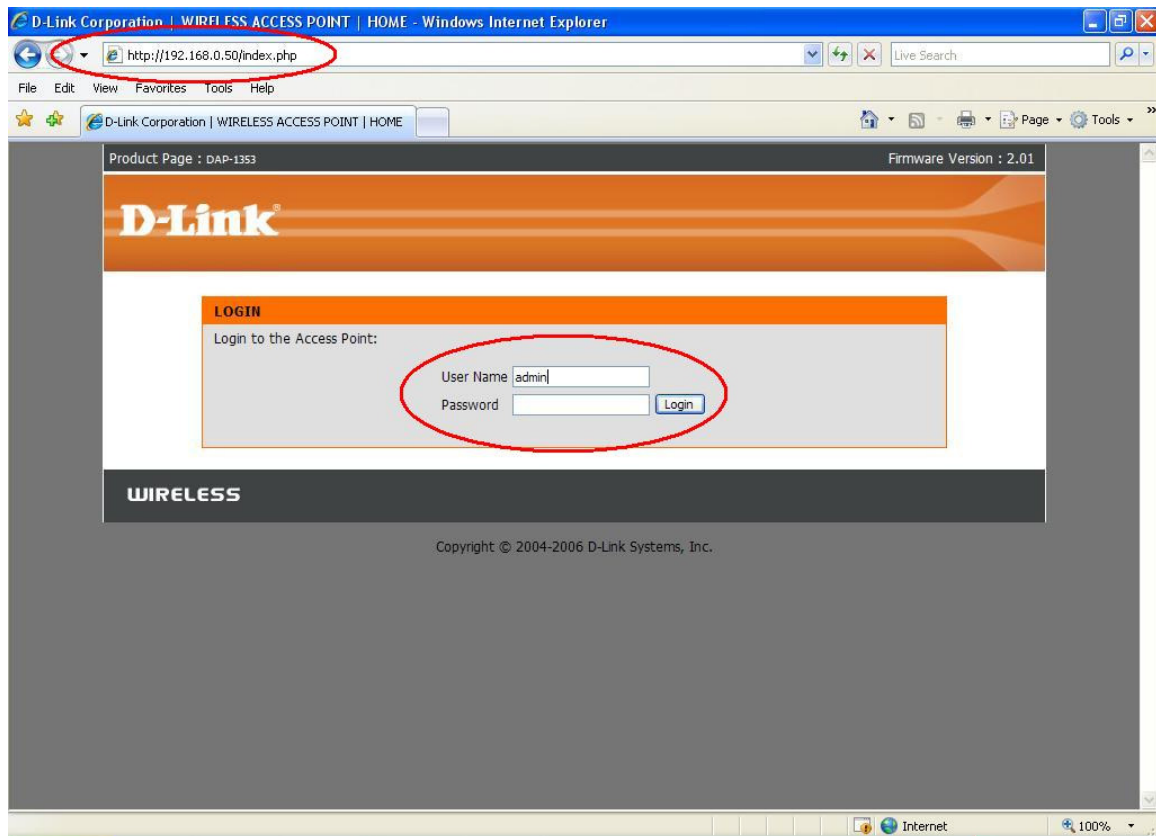 D-Link Corporation | WIRELESS ACCESS POINT | HOME - Windows Internet Explorer
http://192.168.0.50/index.php
Live Search
File Edit View Favorites Tools Help
D-Link Corporation | WIRELESS ACCESS POINT | HOME
Page
Tools
Product Page : DAP-1353
Firmware Version : 2.01
D-Link®
LOGIN
Login to the Access Point:
User Name admin
Password
Login
WIRELESS
Copyright © 2004-2006 D-Link Systems, Inc.
Internet
100%